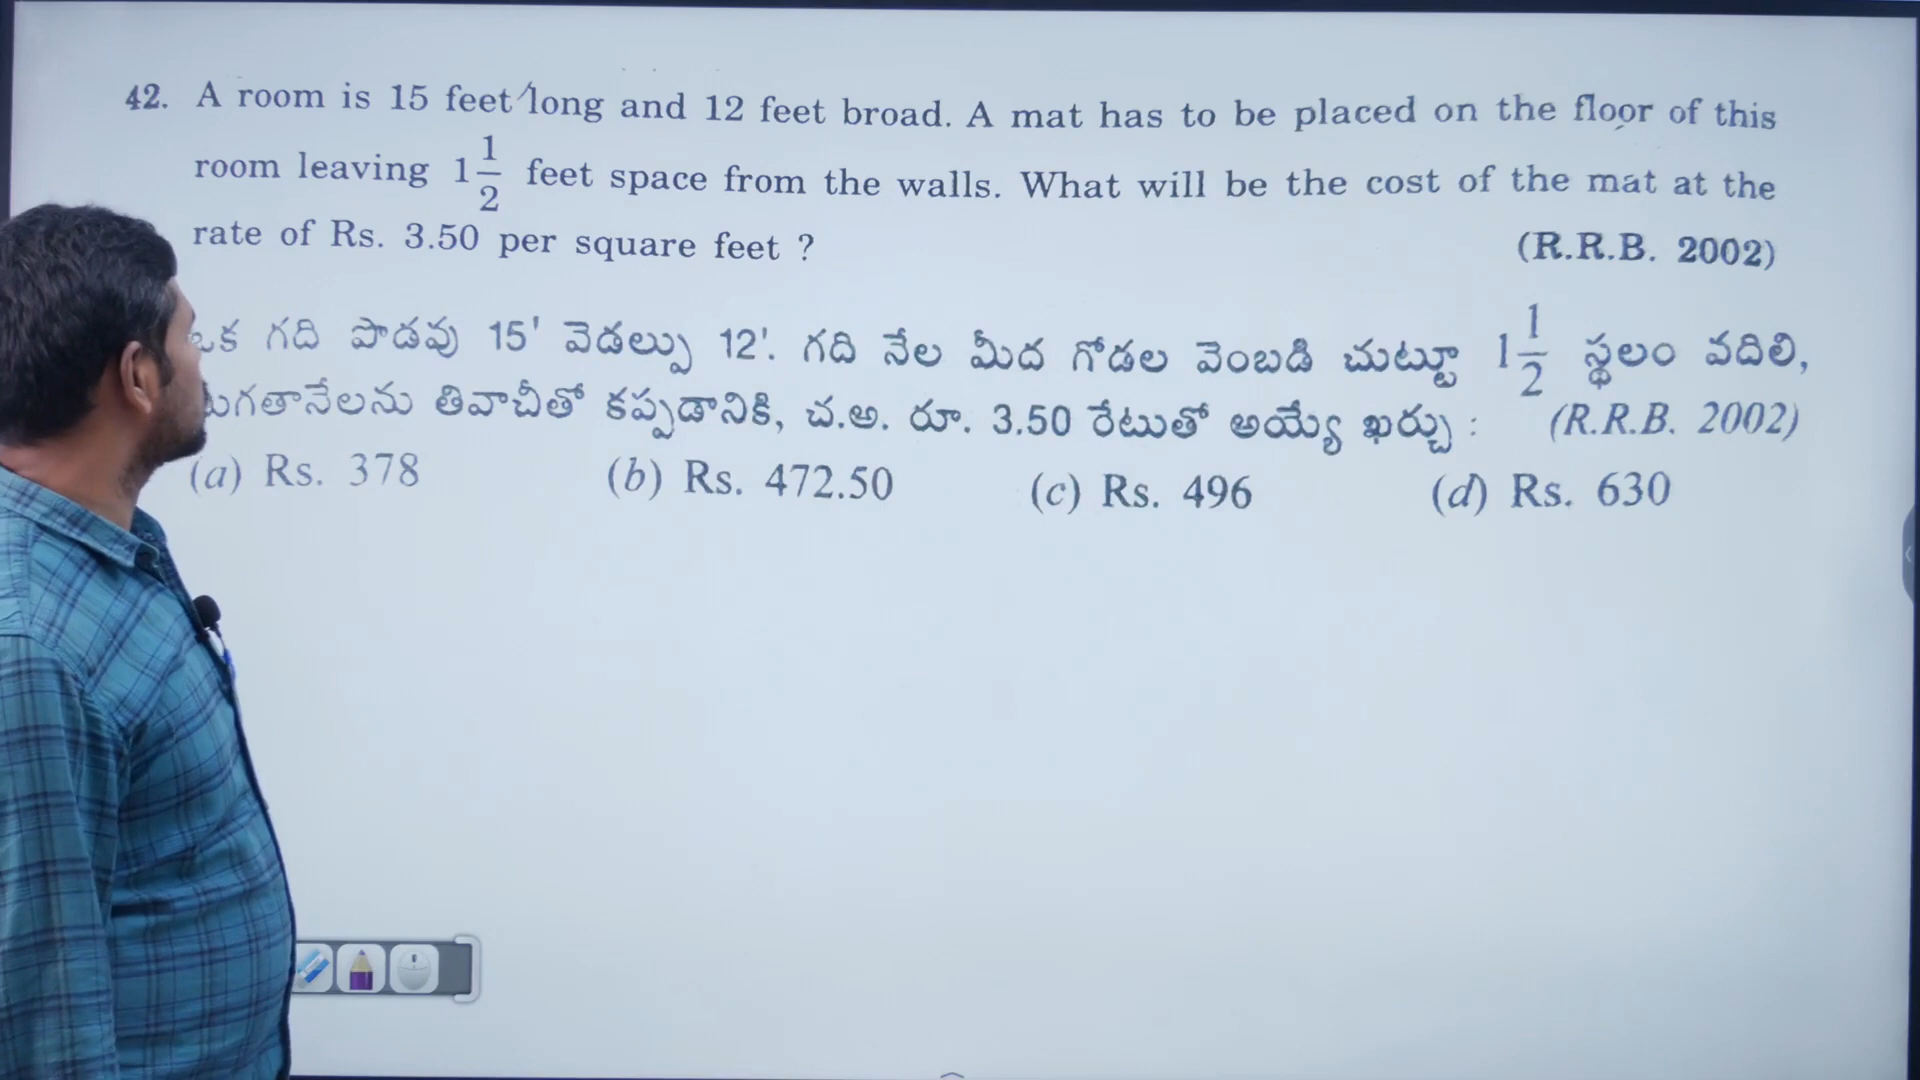 42. A room is 15 feet long and 12 feet broad. A mat has to be placed on the floor of this
room leaving 1 1/2 feet space from the walls. What will be the cost of the mat at the
rate of Rs. 3.50 per square feet ? (R.R.B. 2002)
ఒక గది పొడవు 15' వెడల్పు 12'. గది నేల మీద గోడల వెంబడి చుట్టూ 1 1/2 స్థలం వదిలి,
తివాచీతో కప్పడానికి, చ.అ. రూ. 3.50 రేటుతో అయ్యే ఖర్చు : (R.R.B. 2002)
(a) Rs. 378 (b) Rs. 472.50 (c) Rs. 496 (d) Rs. 630